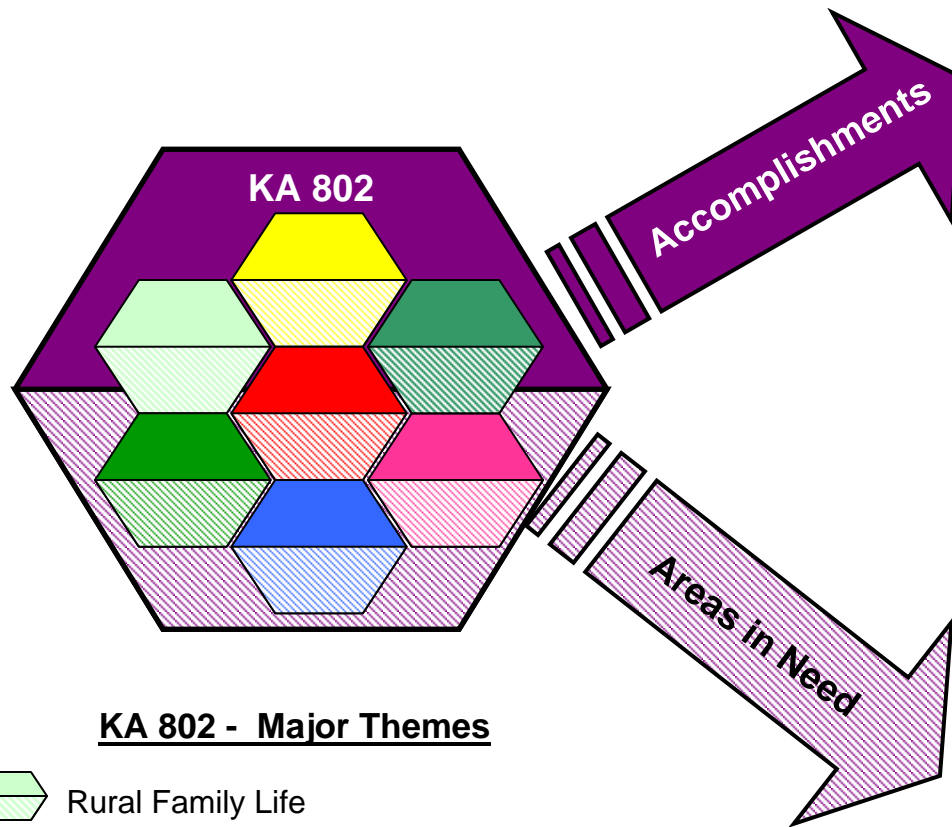 KA 802
Accomplishments
Areas in Need
KA 802 - Major Themes
Rural Family Life